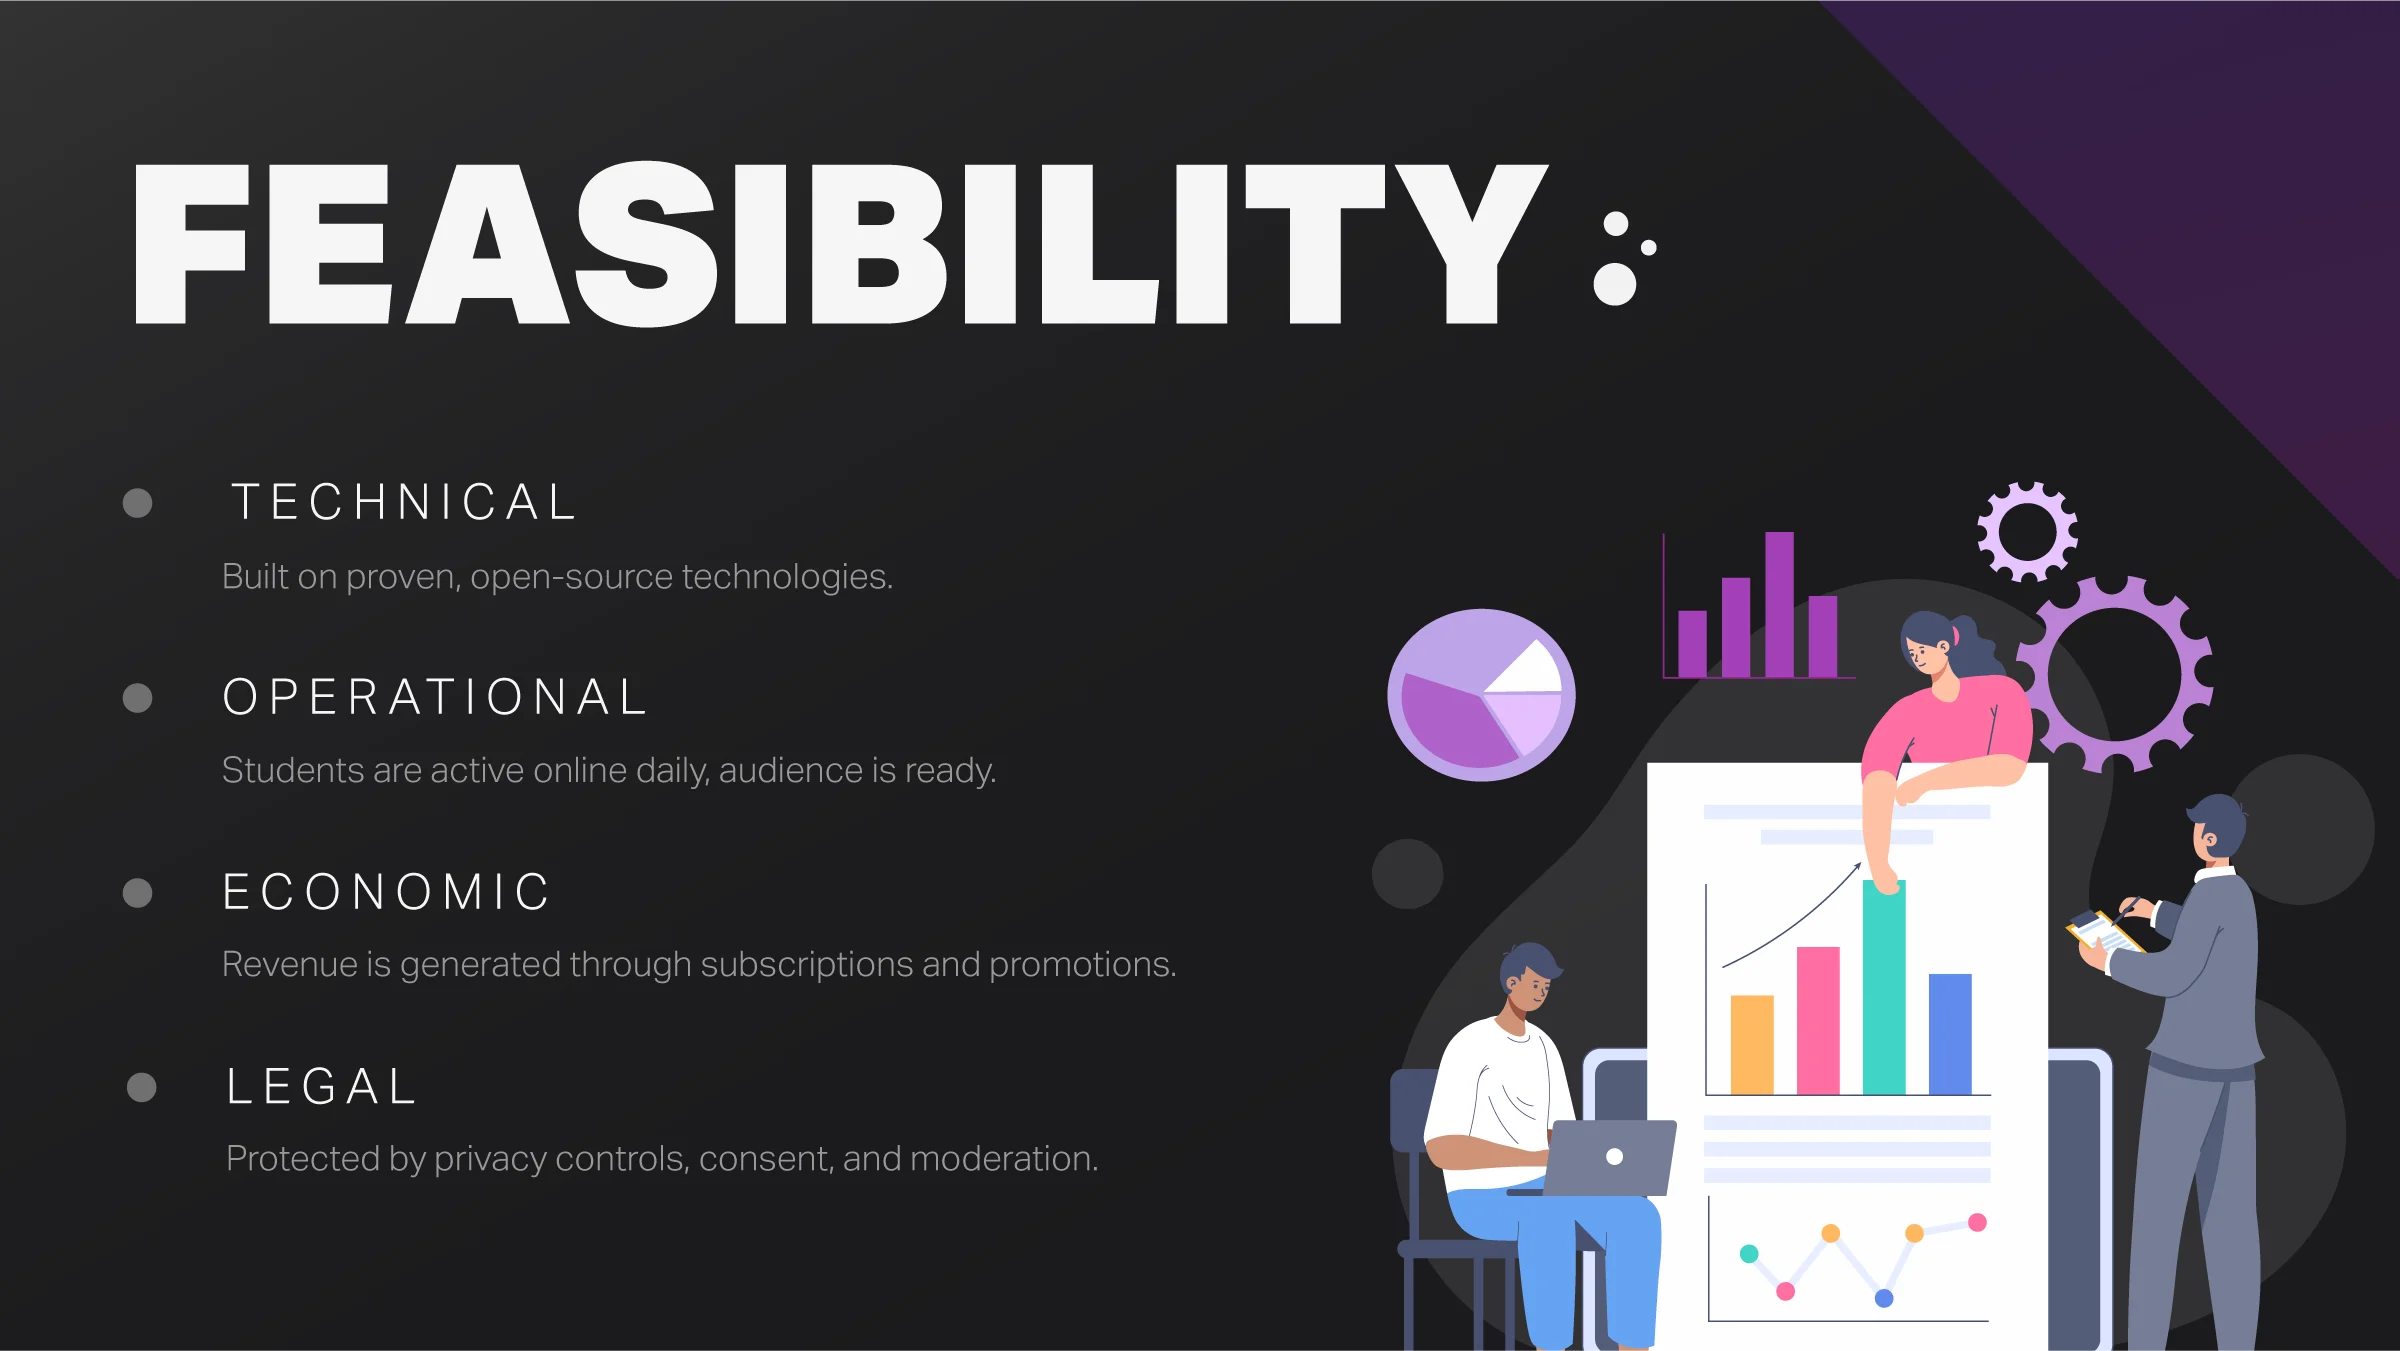 FEASIBILITY
TECHNICAL
Built on proven, open-source technologies.
OPERATIONAL
Students are active online daily, audience is ready.
ECONOMIC
Revenue is generated through subscriptions and promotions.
LEGAL
Protected by privacy controls, consent, and moderation.